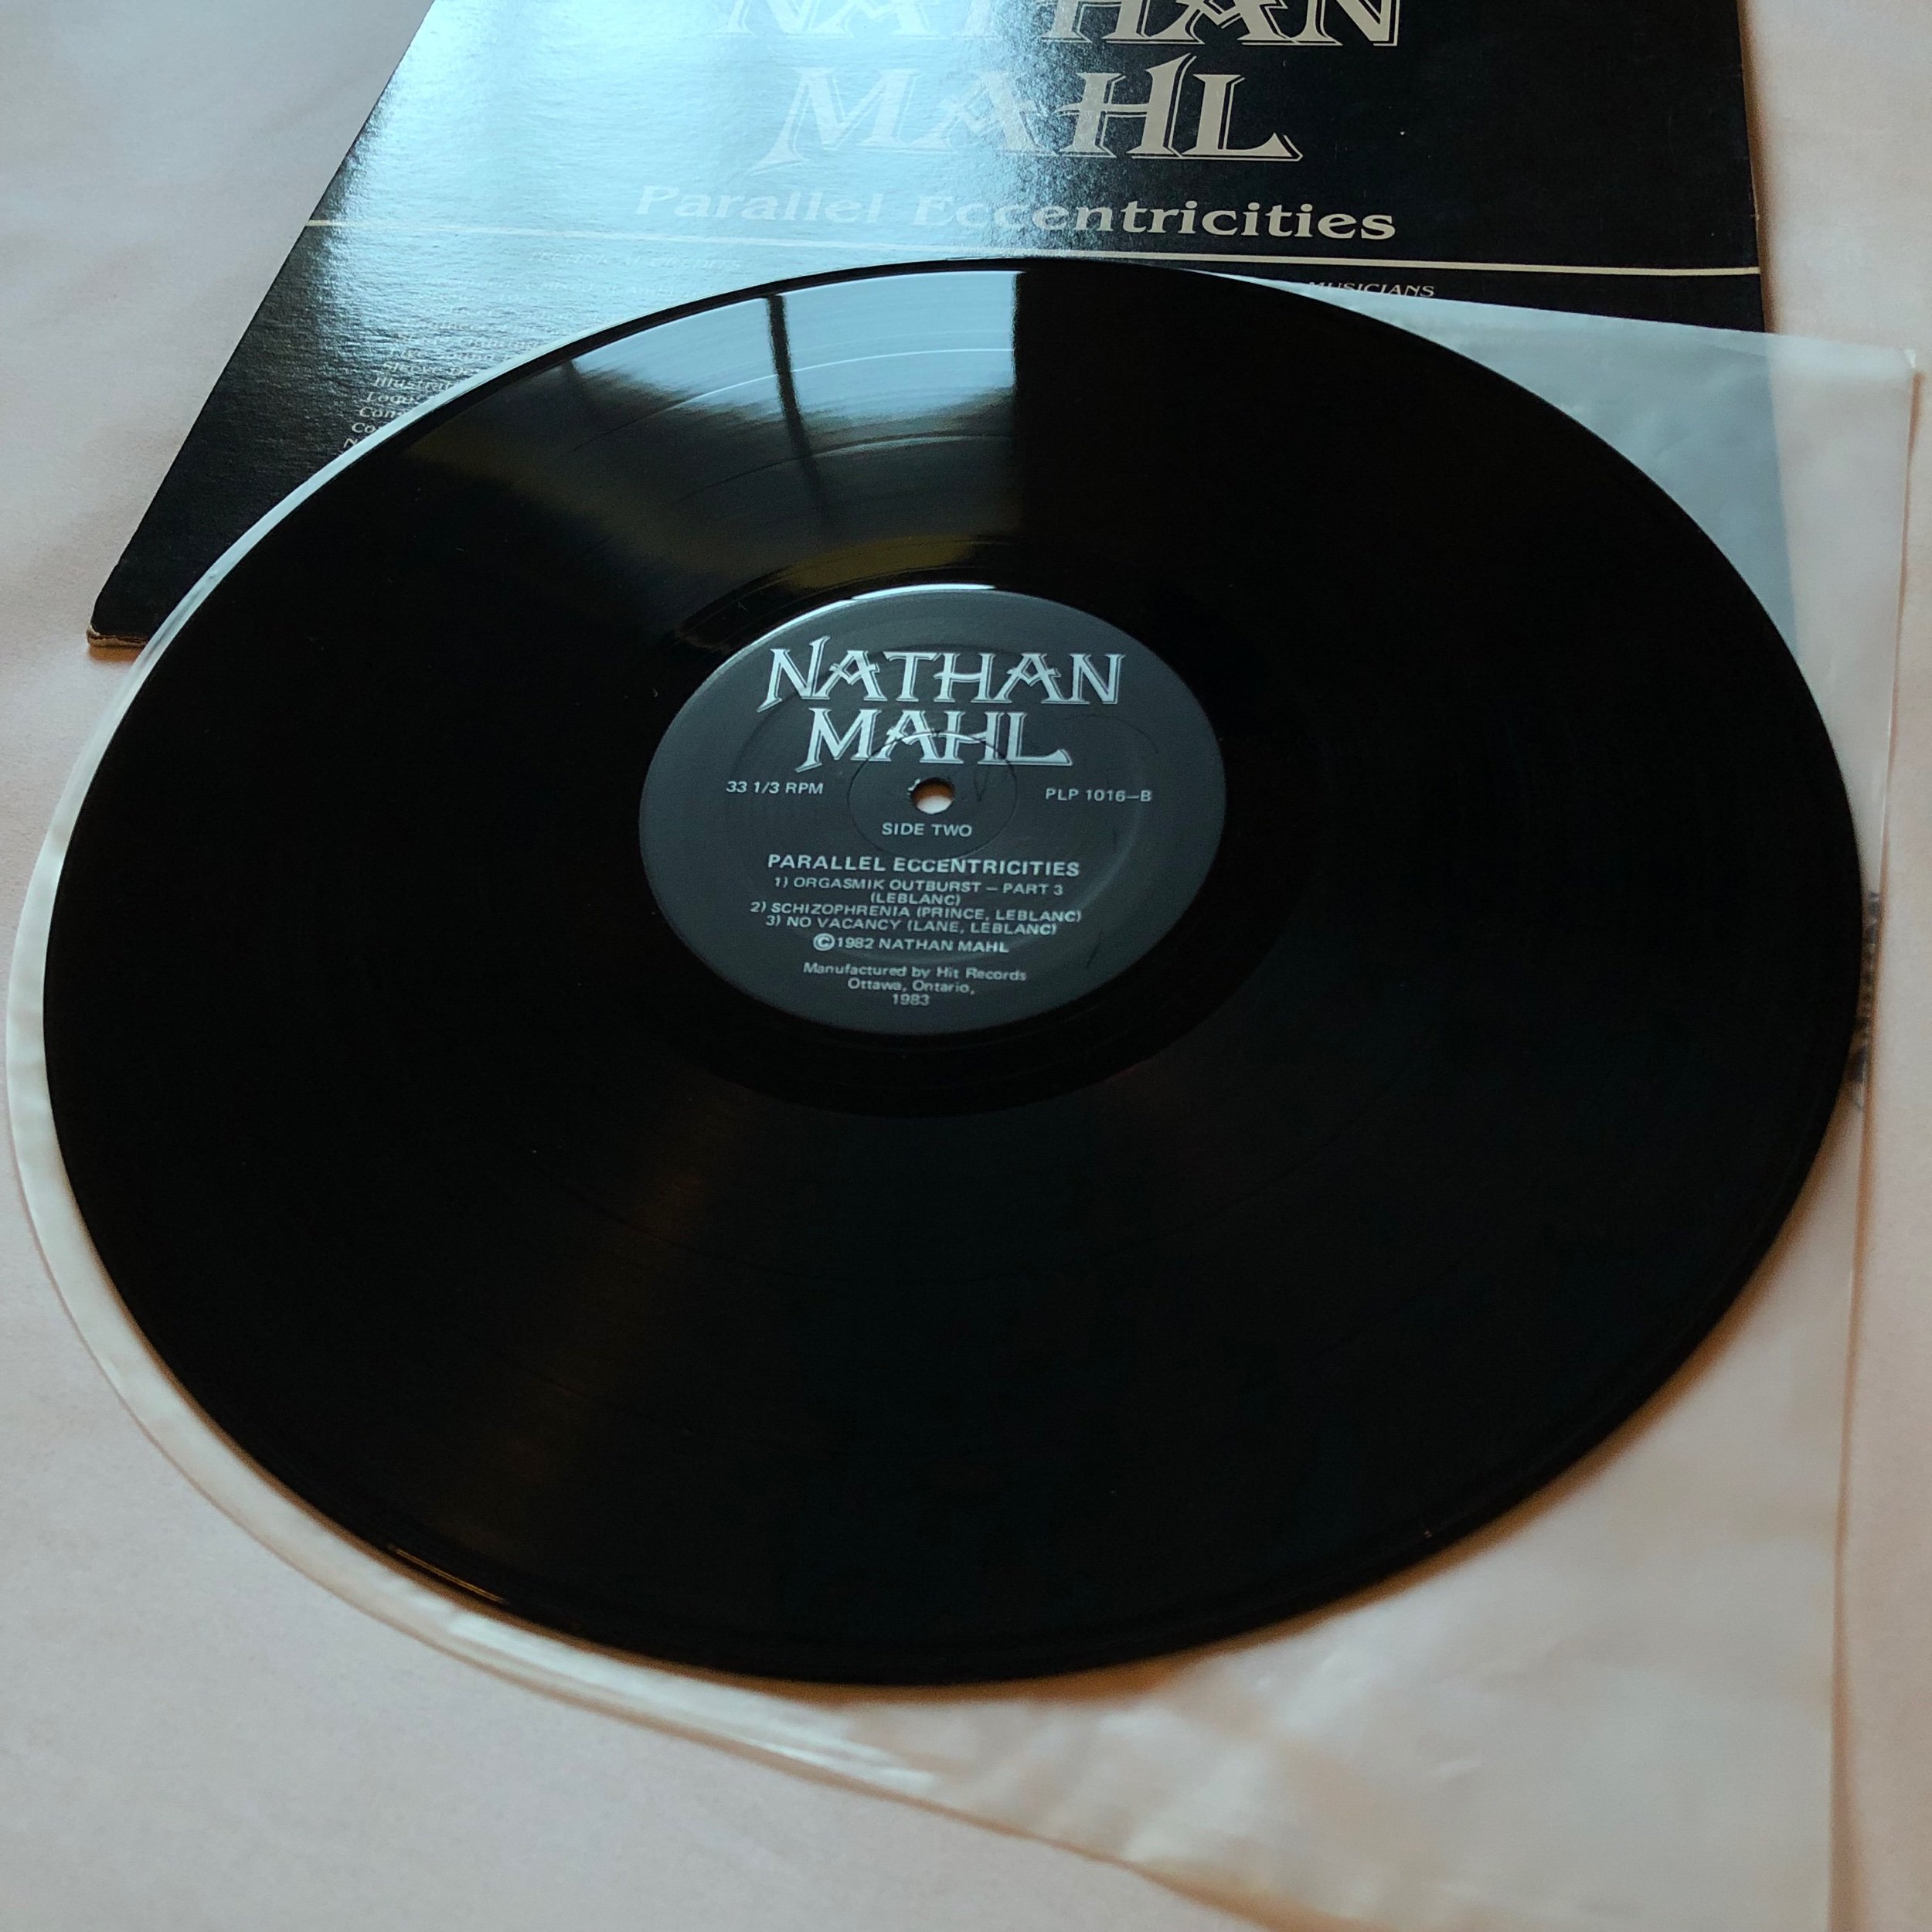 NATHAN
MAHL
Parallel Eccentricities
MUSICIANS
NATHAN
MAHL
33 1/3 RPM
PLP 1016-B
SIDE TWO
PARALLEL ECCENTRICITIES
1) ORGASMIK OUTBURST - PART 3
(LEBLANC)
2) SCHIZOPHRENIA (PRINCE, LEBLANC)
3) NO VACANCY (LANE, LEBLANC)
©1982 NATHAN MAHL
Manufactured by Hit Records
Ottawa, Ontario,
1983